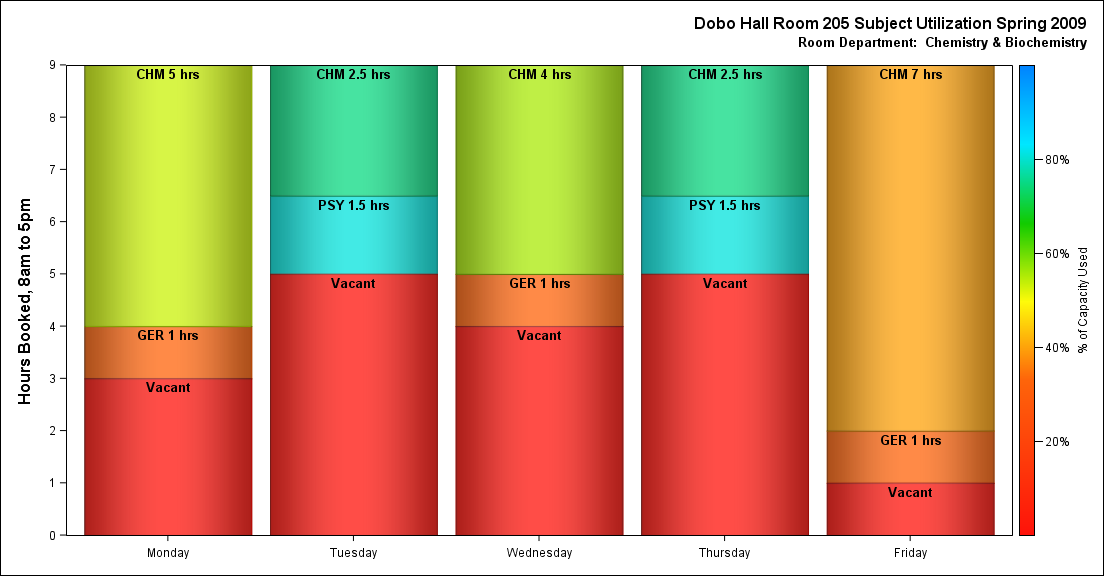 Dobo Hall Room 205 Subject Utilization Spring 2009
Room Department:  Chemistry & Biochemistry
Hours Booked, 8am to 5pm
9
8
7
6
5
4
3
2
1
0
CHM 5 hrs
GER 1 hrs
Vacant
CHM 2.5 hrs
PSY 1.5 hrs
Vacant
CHM 4 hrs
GER 1 hrs
Vacant
CHM 2.5 hrs
PSY 1.5 hrs
Vacant
CHM 7 hrs
GER 1 hrs
Vacant
Monday
Tuesday
Wednesday
Thursday
Friday
80%
60%
40%
20%
% of Capacity Used